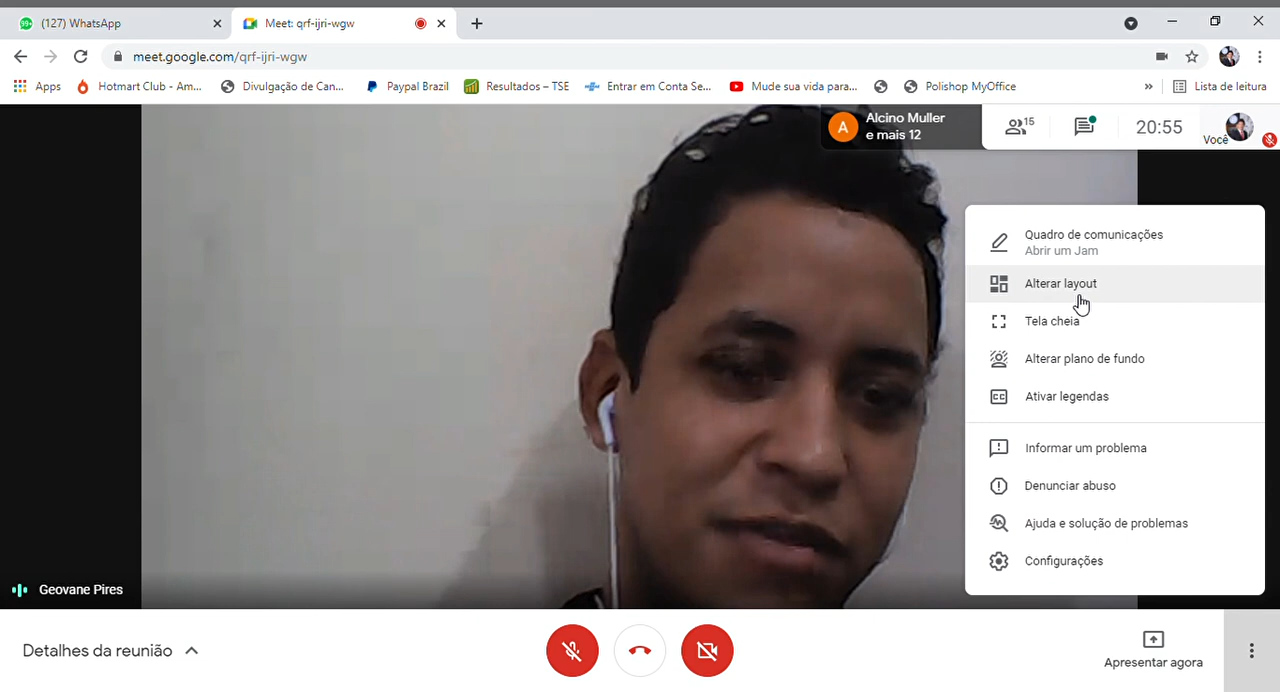 (127) WhatsApp
Meet: qrf-ijri-wgw
meet.google.com/qrf-ijri-wgw
Apps
Hotmart Club - Am...
Divulgação de Can...
Paypal Brazil
Resultados – TSE
Entrar em Conta Se...
Mude sua vida para...
Polishop MyOffice
»
Lista de leitura
A
Alcino Muller
e mais 12
15
20:55
Você
Quadro de comunicações
Abrir um Jam
Alterar layout
Tela cheia
Alterar plano de fundo
CC
Ativar legendas
Informar um problema
Denunciar abuso
Ajuda e solução de problemas
Configurações
Geovane Pires
Detalhes da reunião
Apresentar agora